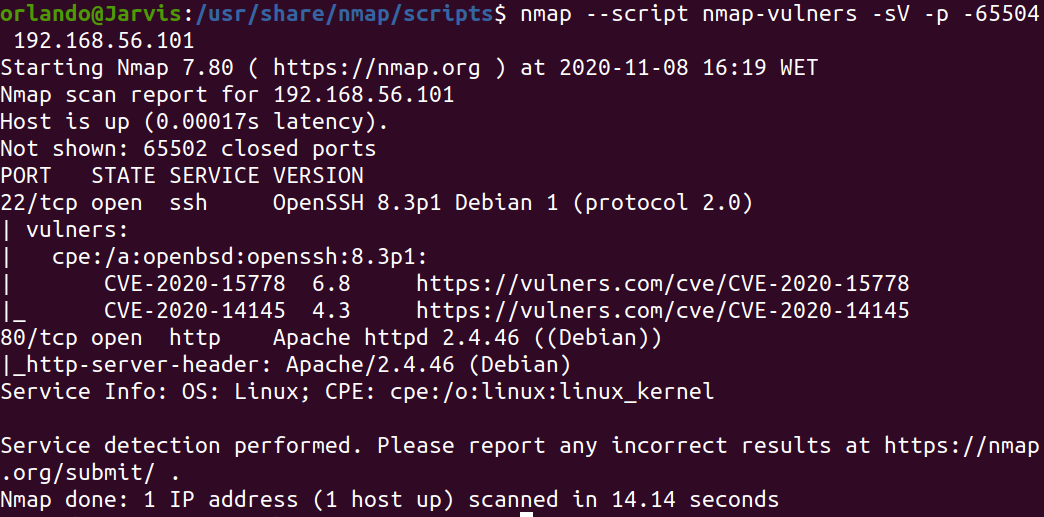 orlando@Jarvis:/usr/share/nmap/scripts$ nmap --script nmap-vulners -sV -p -65504
 192.168.56.101
Starting Nmap 7.80 ( https://nmap.org ) at 2020-11-08 16:19 WET
Nmap scan report for 192.168.56.101
Host is up (0.00017s latency).
Not shown: 65502 closed ports
PORT   STATE SERVICE VERSION
22/tcp open  ssh     OpenSSH 8.3p1 Debian 1 (protocol 2.0)
| vulners:
|   cpe:/a:openbsd:openssh:8.3p1:
|       CVE-2020-15778  6.8     https://vulners.com/cve/CVE-2020-15778
|_      CVE-2020-14145  4.3     https://vulners.com/cve/CVE-2020-14145
80/tcp open  http    Apache httpd 2.4.46 ((Debian))
|_http-server-header: Apache/2.4.46 (Debian)
Service Info: OS: Linux; CPE: cpe:/o:linux:linux_kernel

Service detection performed. Please report any incorrect results at https://nmap
.org/submit/ .
Nmap done: 1 IP address (1 host up) scanned in 14.14 seconds